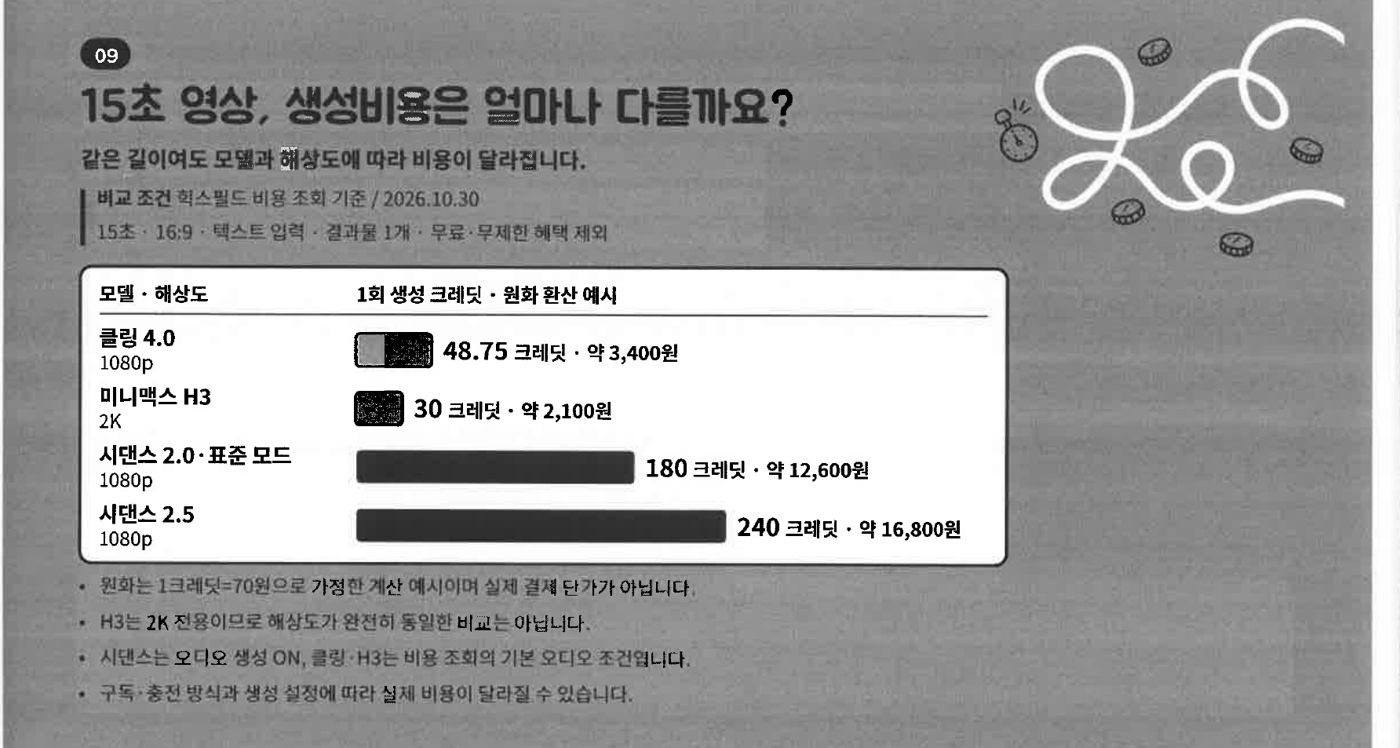 09
15초 영상, 생성비용은 얼마나 다를까요?
같은 길이여도 모델과 해상도에 따라 비용이 달라집니다.
비교 조건 힉스필드 비용 조회 기준 / 2026.10.30
15초 · 16:9 · 텍스트 입력 · 결과물 1개 · 무료·무제한 혜택 제외
모델 · 해상도 1회 생성 크레딧 · 원화 환산 예시
클링 4.0
1080p
48.75 크레딧 · 약 3,400원
미니맥스 H3
2K
30 크레딧 · 약 2,100원
시댄스 2.0·표준 모드
1080p
180 크레딧 · 약 12,600원
시댄스 2.5
1080p
240 크레딧 · 약 16,800원
• 원화는 1크레딧=70원으로 가정한 계산 예시이며 실제 결제 단가가 아닙니다.
• H3는 2K 전용이므로 해상도가 완전히 동일한 비교는 아닙니다.
• 시댄스는 오디오 생성 ON, 클링·H3는 비용 조회의 기본 오디오 조건입니다.
• 구독·충전 방식과 생성 설정에 따라 실제 비용이 달라질 수 있습니다.